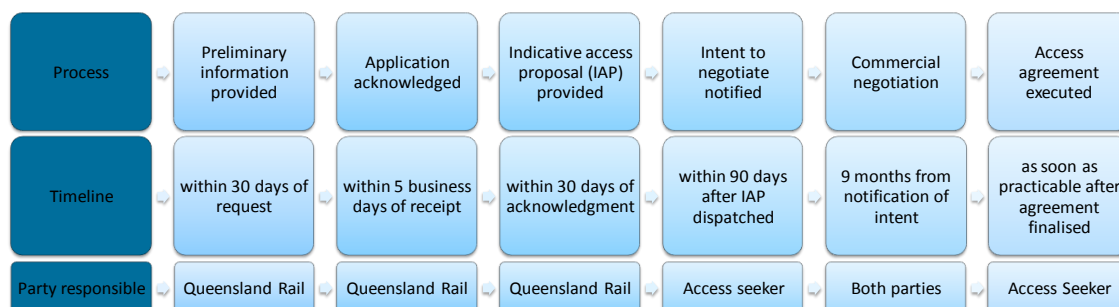 Process
Preliminary
information
provided
Application
acknowledged
Indicative access
proposal (IAP)
provided
Intent to
negotiate
notified
Commercial
negotiation
Access
agreement
executed
Timeline
within 30 days of
request
within 5 business
days of receipt
within 30 days of
acknowledgment
within 90 days
after IAP
dispatched
9 months from
notification of
intent
as soon as
practicable after
agreement
finalised
Party responsible
Queensland Rail
Queensland Rail
Queensland Rail
Access seeker
Both parties
Access Seeker